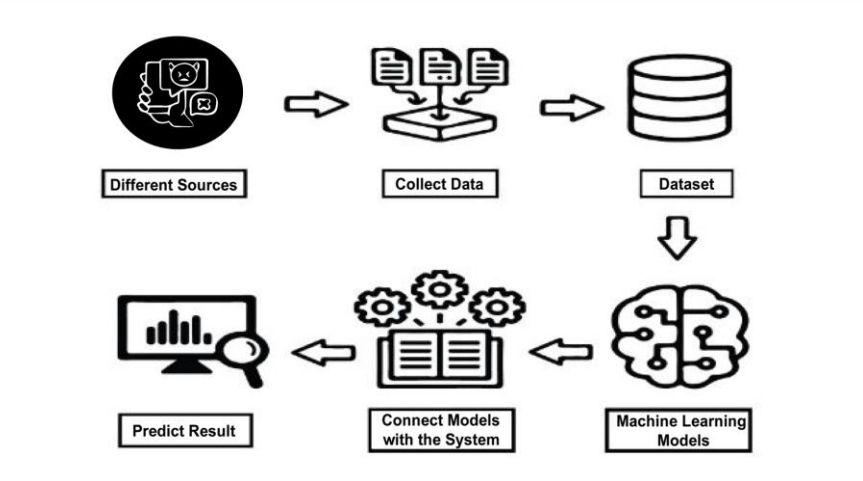 Different Sources
Collect Data
Dataset
Predict Result
Connect Models
with the System
Machine Learning
Models